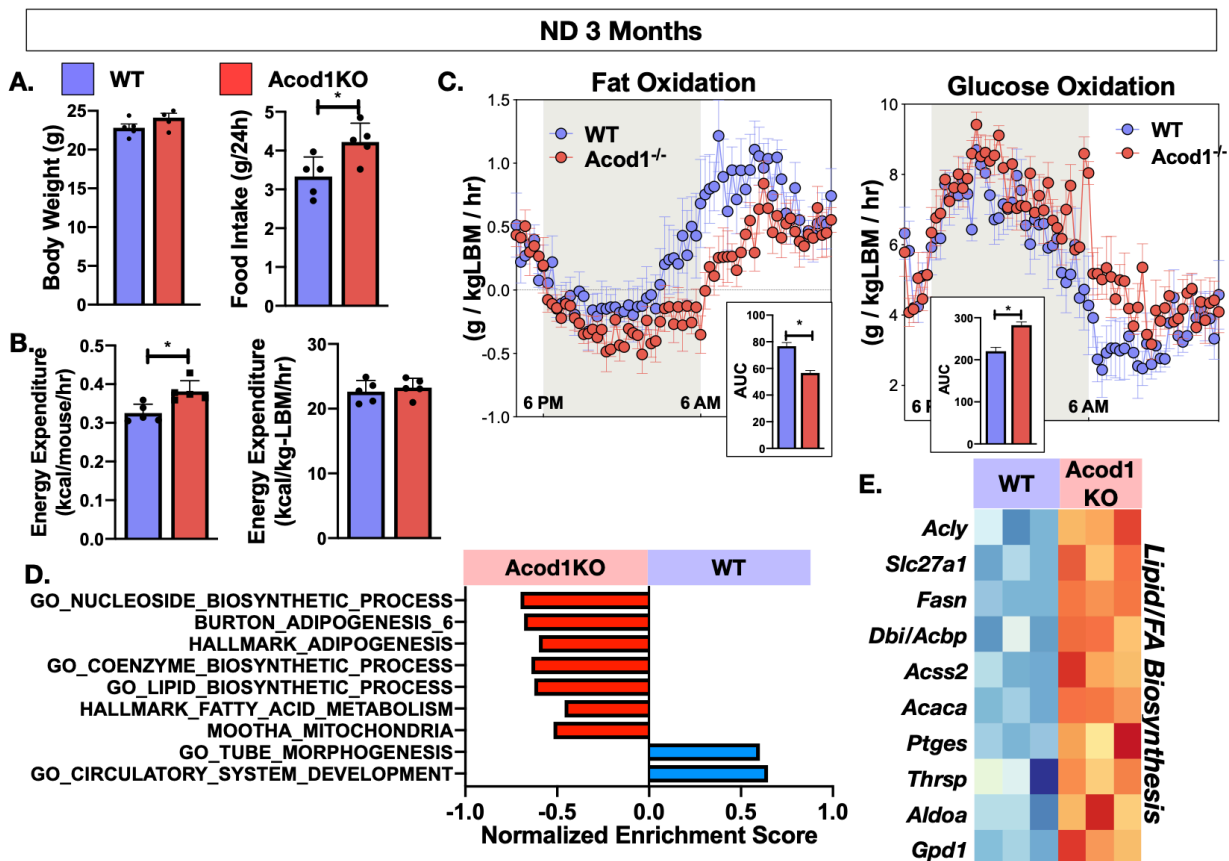 ND 3 Months
A.
WT
Acod1KO
Body Weight (g)
25
20
15
10
5
0
Food Intake (g/24h)
5
4
3
2
1
0
*
B.
Energy Expenditure
(kcal/mouse/hr)
0.5
0.4
0.3
0.2
0.1
0.0
*
Energy Expenditure
(kcal/kg-LBM/hr)
30
20
10
0
C.
Fat Oxidation
WT
Acod1-/-
(g / kgLBM / hr)
1.5
1.0
0.5
0.0
-0.5
-1.0
6 PM
6 AM
AUC
100
80
60
40
20
0
*
Glucose Oxidation
WT
Acod1-/-
(g / kgLBM / hr)
10
8
6
4
2
6 P
6 AM
AUC
300
200
100
0
*
D.
Acod1KO
WT
GO_NUCLEOSIDE_BIOSYNTHETIC_PROCESS
BURTON_ADIPOGENESIS_6
HALLMARK_ADIPOGENESIS
GO_COENZYME_BIOSYNTHETIC_PROCESS
GO_LIPID_BIOSYNTHETIC_PROCESS
HALLMARK_FATTY_ACID_METABOLISM
MOOTHA_MITOCHONDRIA
GO_TUBE_MORPHOGENESIS
GO_CIRCULATORY_SYSTEM_DEVELOPMENT
-1.0
-0.5
0.0
0.5
1.0
Normalized Enrichment Score
E.
WT
Acod1
KO
Acly
Slc27a1
Fasn
Dbi/Acbp
Acss2
Acaca
Ptges
Thrsp
Aldoa
Gpd1
Lipid/FA Biosynthesis